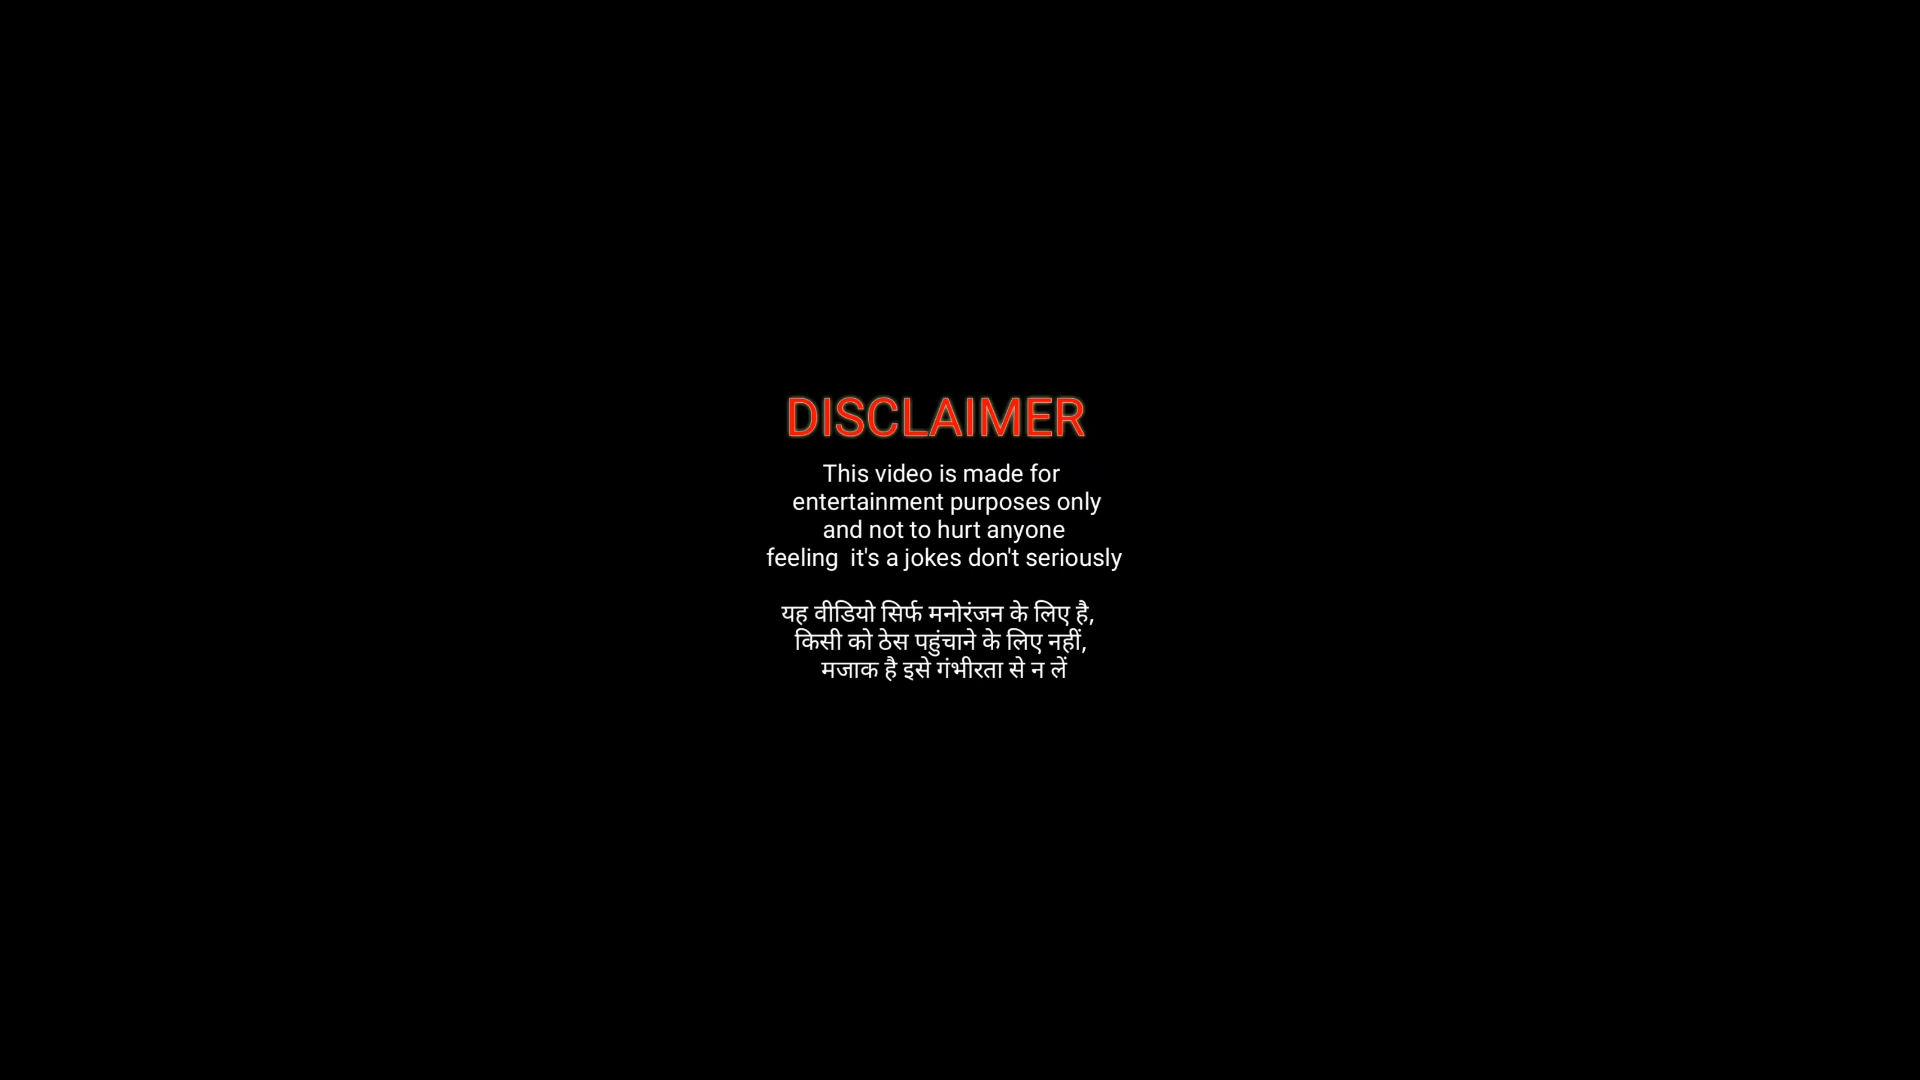 DISCLAIMER
This video is made for
entertainment purposes only
and not to hurt anyone
feeling  it's a jokes don't seriously
यह वीडियो सिर्फ मनोरंजन के लिए है,
किसी को ठेस पहुंचाने के लिए नहीं,
मजाक है इसे गंभीरता से न लें